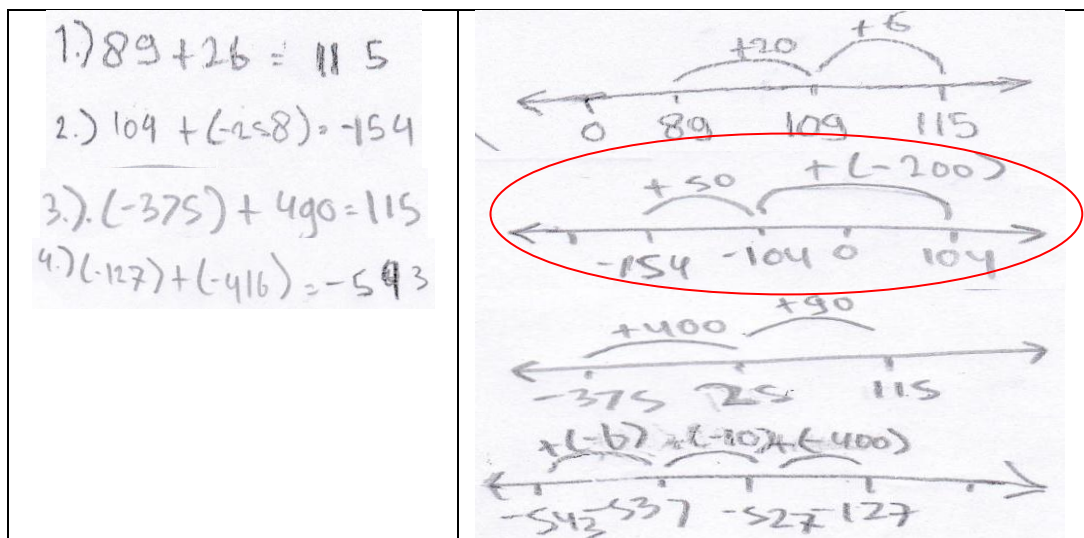 1.) 89 + 26 = 115
2.) 104 + (-258) = -154
3.). (-375) + 490 = 115
4.) (-127) + (-416) = -543
+20 +6
0 89 109 115
+50 +(-200)
-154 -104 0 104
+400 +90
-375 25 115
+(-6) +(-10) +(-400)
-543 -537 -527 -127